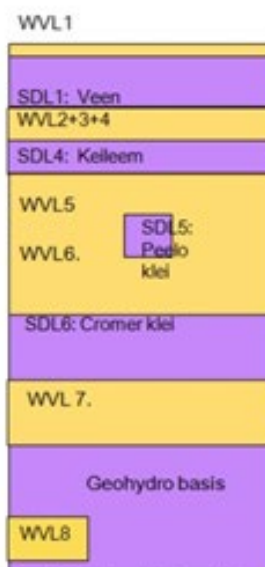 WVL1
SDL1: Veen
WVL2+3+4
SDL4: Keileem
WVL5
SDL5:
WVL6.
Peelo
klei
SDL6: Cromer klei
WVL 7.
Geohydro basis
WVL8